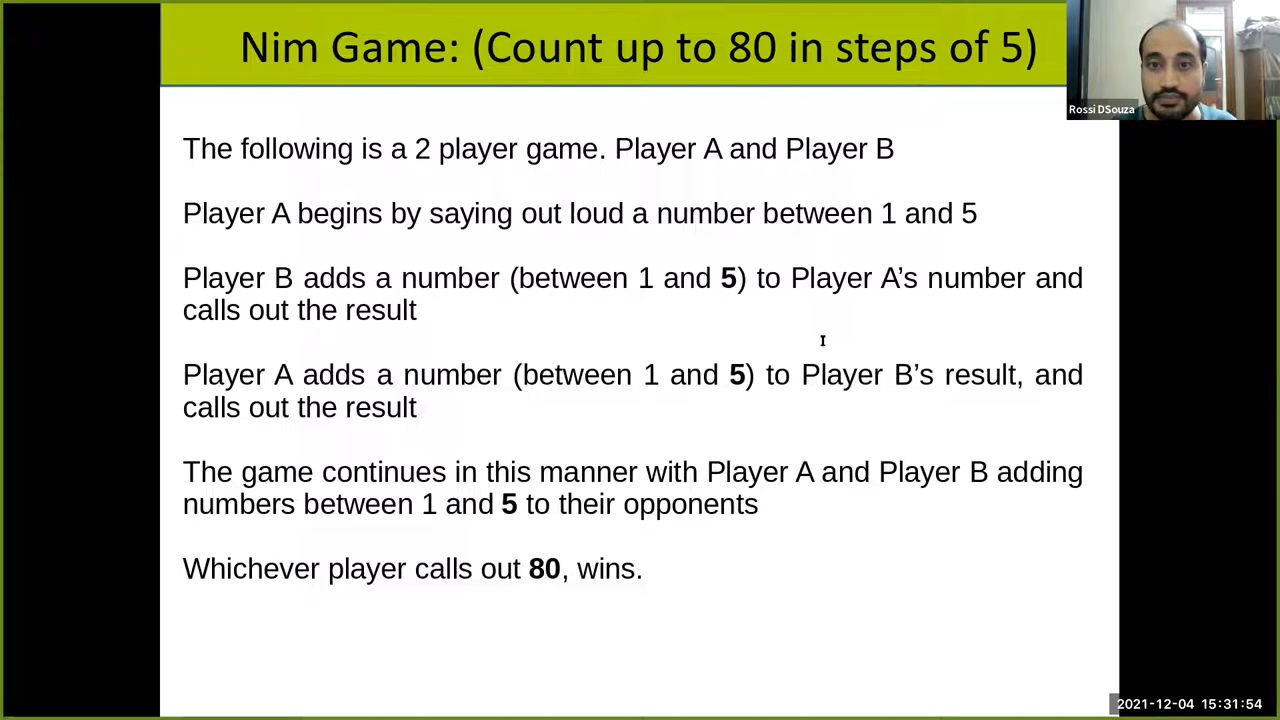 Nim Game: (Count up to 80 in steps of 5)
Rossi DSouza
The following is a 2 player game. Player A and Player B
Player A begins by saying out loud a number between 1 and 5
Player B adds a number (between 1 and 5) to Player A’s number and
calls out the result
Player A adds a number (between 1 and 5) to Player B’s result, and
calls out the result
The game continues in this manner with Player A and Player B adding
numbers between 1 and 5 to their opponents
Whichever player calls out 80, wins.
2021-12-04 15:31:54